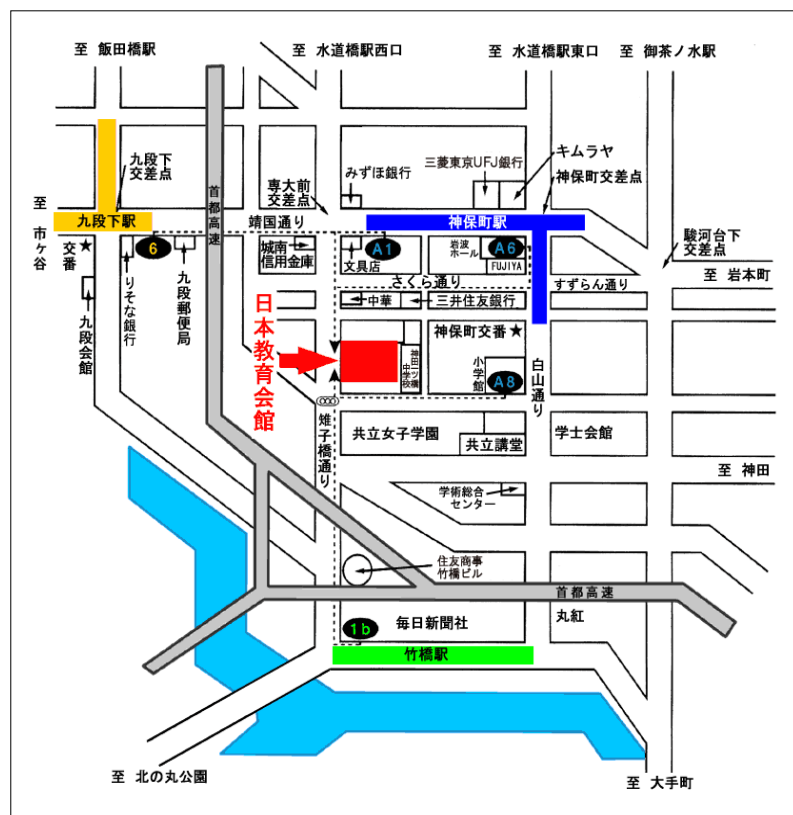 至 飯田橋駅
至 水道橋駅西口
至 水道橋駅東口
至 御茶ノ水駅
九段下
交差点
首都高速
専大前
交差点
みずほ銀行
三菱東京UFJ銀行
キムラヤ
神保町交差点
至 市ヶ谷
九段下駅
靖国通り
神保町駅
駿河台下
交差点
交番★
6
城南
信用金庫
A1
文具店
岩波
ホール
A6
FUJIYA
至 岩本町
九段会館
りそな銀行
九段郵便局
さくら通り
すずらん通り
中華
三井住友銀行
日本教育会館
神田一ツ橋
中学校
神保町交番★
小学館
A8
白山通り
雉子橋通り
共立女子学園
共立講堂
学士会館
至 神田
学術総合
センター
住友商事
竹橋ビル
首都高速
1b
毎日新聞社
丸紅
竹橋駅
至 北の丸公園
至 大手町